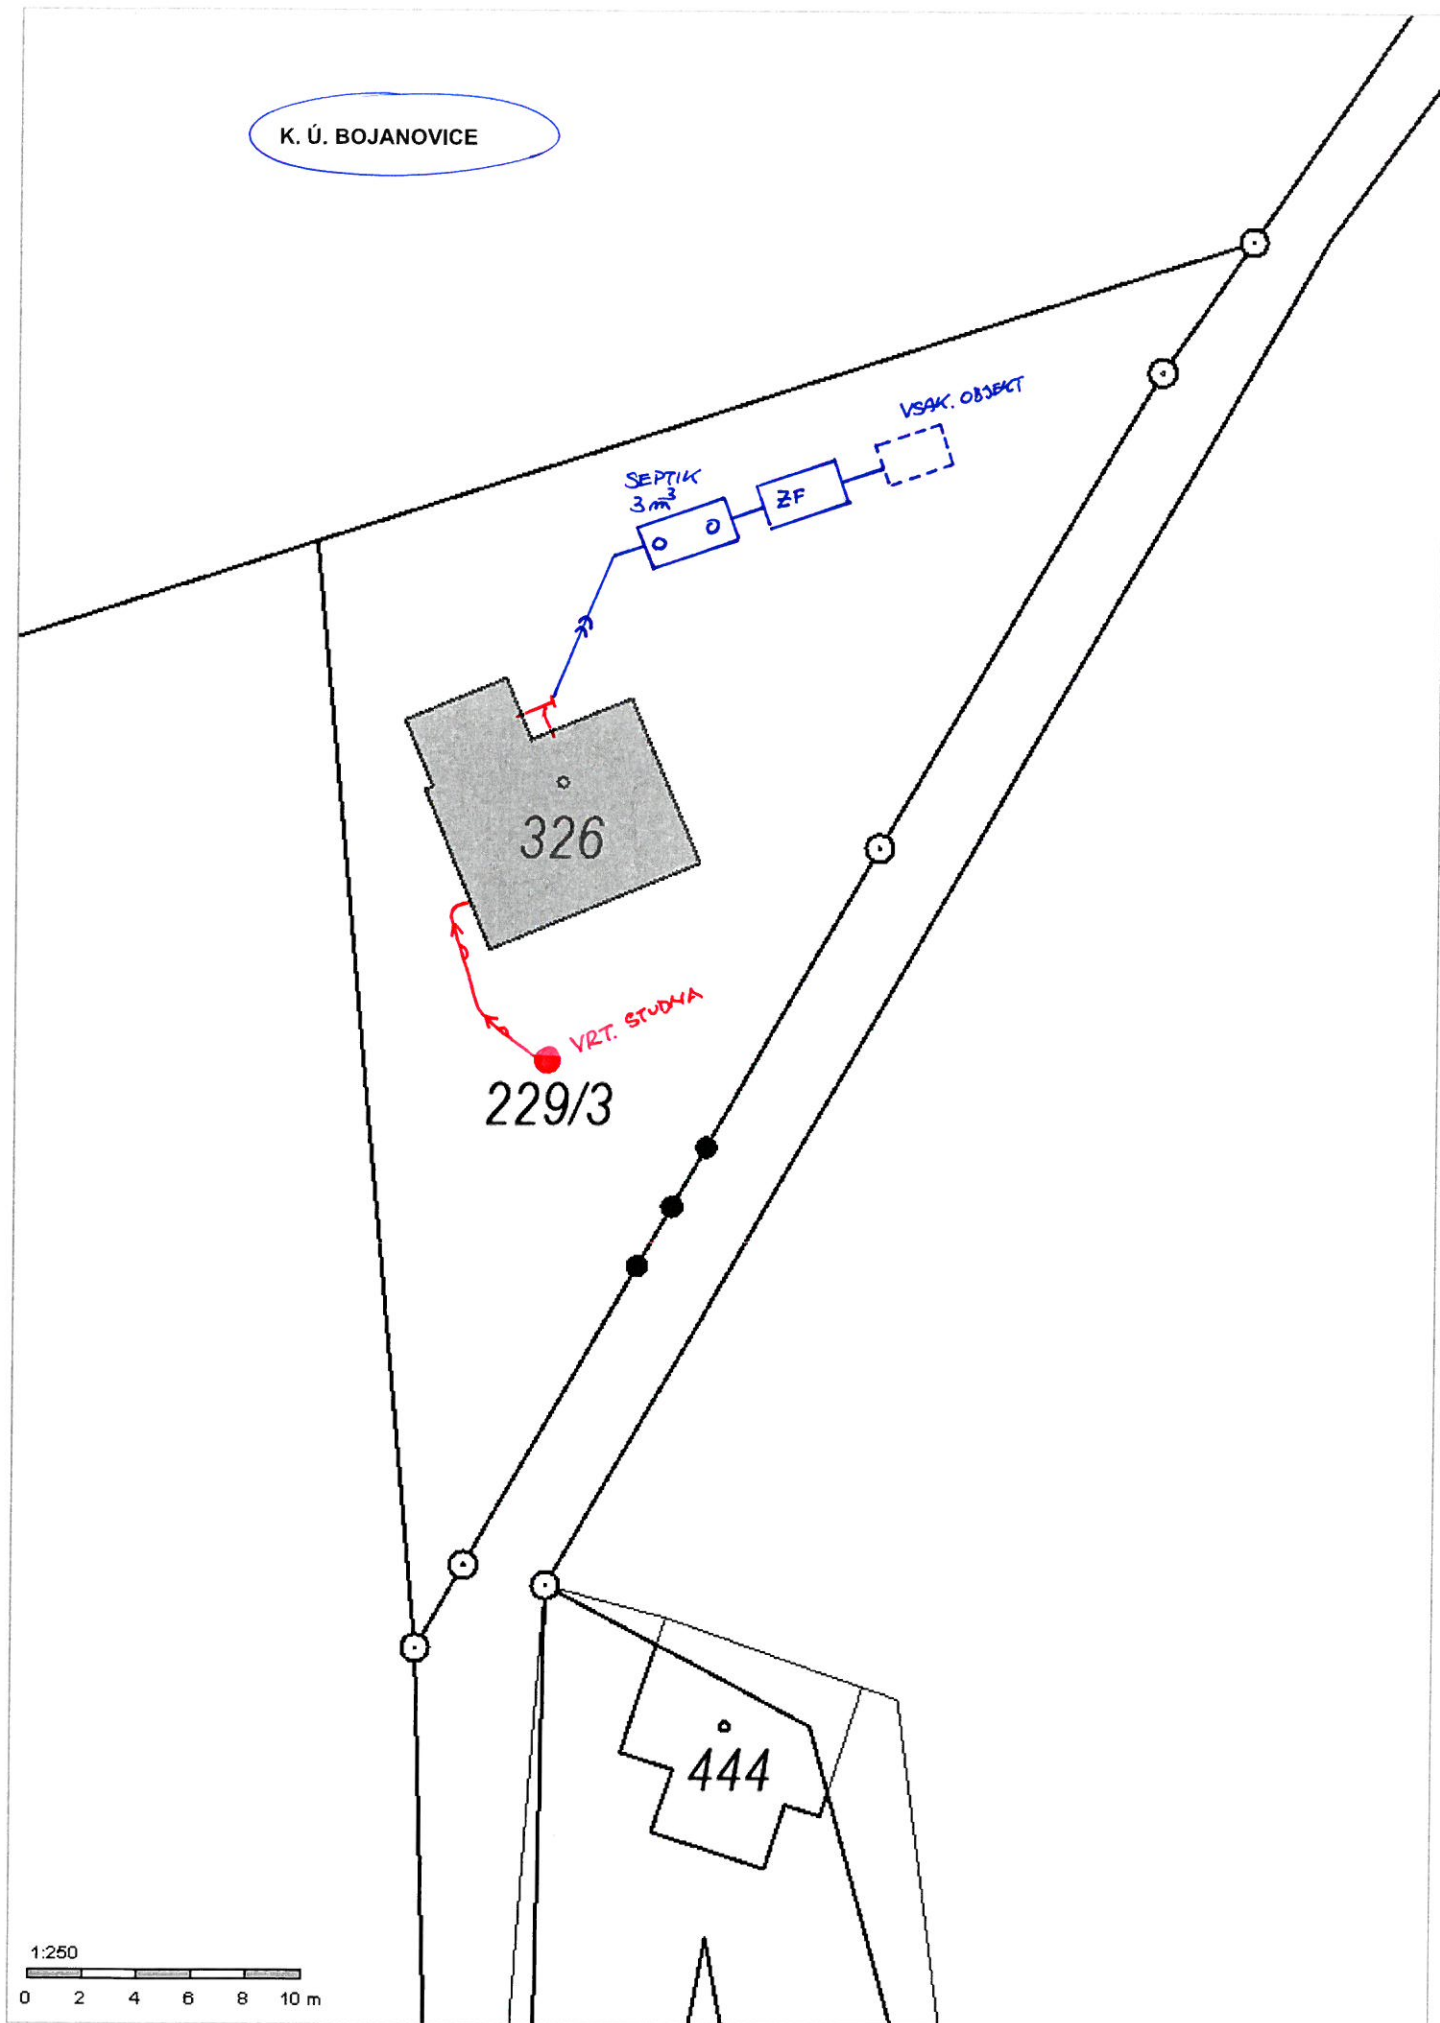 K. Ú. BOJANOVICE
VSAK. OBJEKT
SEPTIK
3 m³
ZF
326
VRT. STUDNA
229/3
444
1:250
0 2 4 6 8 10 m